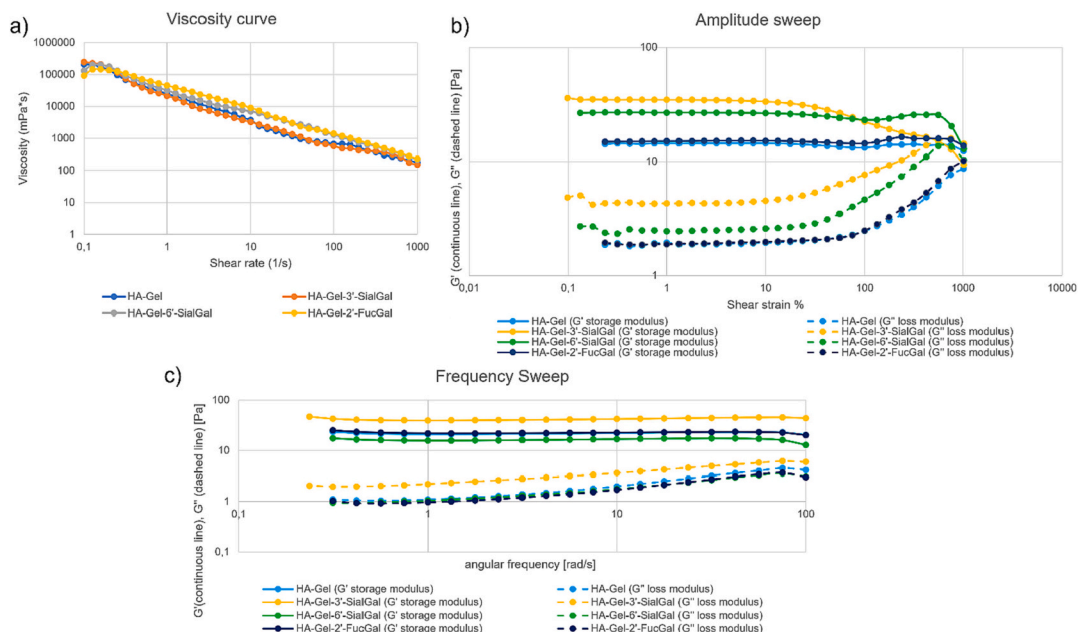 a)
Viscosity curve
1000000
100000
10000
1000
100
10
1
Viscosity (mPa*s)
0,1
1
10
100
1000
Shear rate (1/s)
HA-Gel
HA-Gel-3'-SialGal
HA-Gel-6'-SialGal
HA-Gel-2'-FucGal
b)
Amplitude sweep
G' (continuous line), G'' (dashed line) [Pa]
100
10
1
0,01
0,1
1
10
100
1000
10000
Shear strain %
HA-Gel (G' storage modulus)
HA-Gel (G'' loss modulus)
HA-Gel-3'-SialGal (G' storage modulus)
HA-Gel-3'-SialGal (G'' loss modulus)
HA-Gel-6'-SialGal (G' storage modulus)
HA-Gel-6'-SialGal (G'' loss modulus)
HA-Gel-2'-FucGal (G' storage modulus)
HA-Gel-2'-FucGal (G'' loss modulus)
c)
Frequency Sweep
G'(continuous line), G'' (dashed line) [Pa]
100
10
1
0,1
0,1
1
10
100
angular frequency [rad/s]
HA-Gel (G' storage modulus)
HA-Gel (G'' loss modulus)
HA-Gel-3'-SialGal (G' storage modulus)
HA-Gel-3'-SialGal (G'' loss modulus)
HA-Gel-6'-SialGal (G' storage modulus)
HA-Gel-6'-SialGal (G'' loss modulus)
HA-Gel-2'-FucGal (G' storage modulus)
HA-Gel-2'-FucGal (G'' loss modulus)